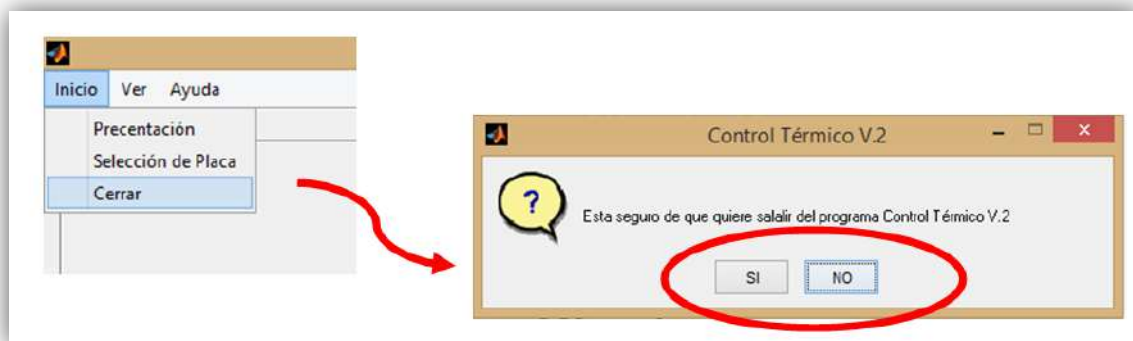 Inicio Ver Ayuda
Precentación
Selección de Placa
Cerrar
Control Térmico V.2
Esta seguro de que quiere salalir del programa Control Térmico V.2
SI NO